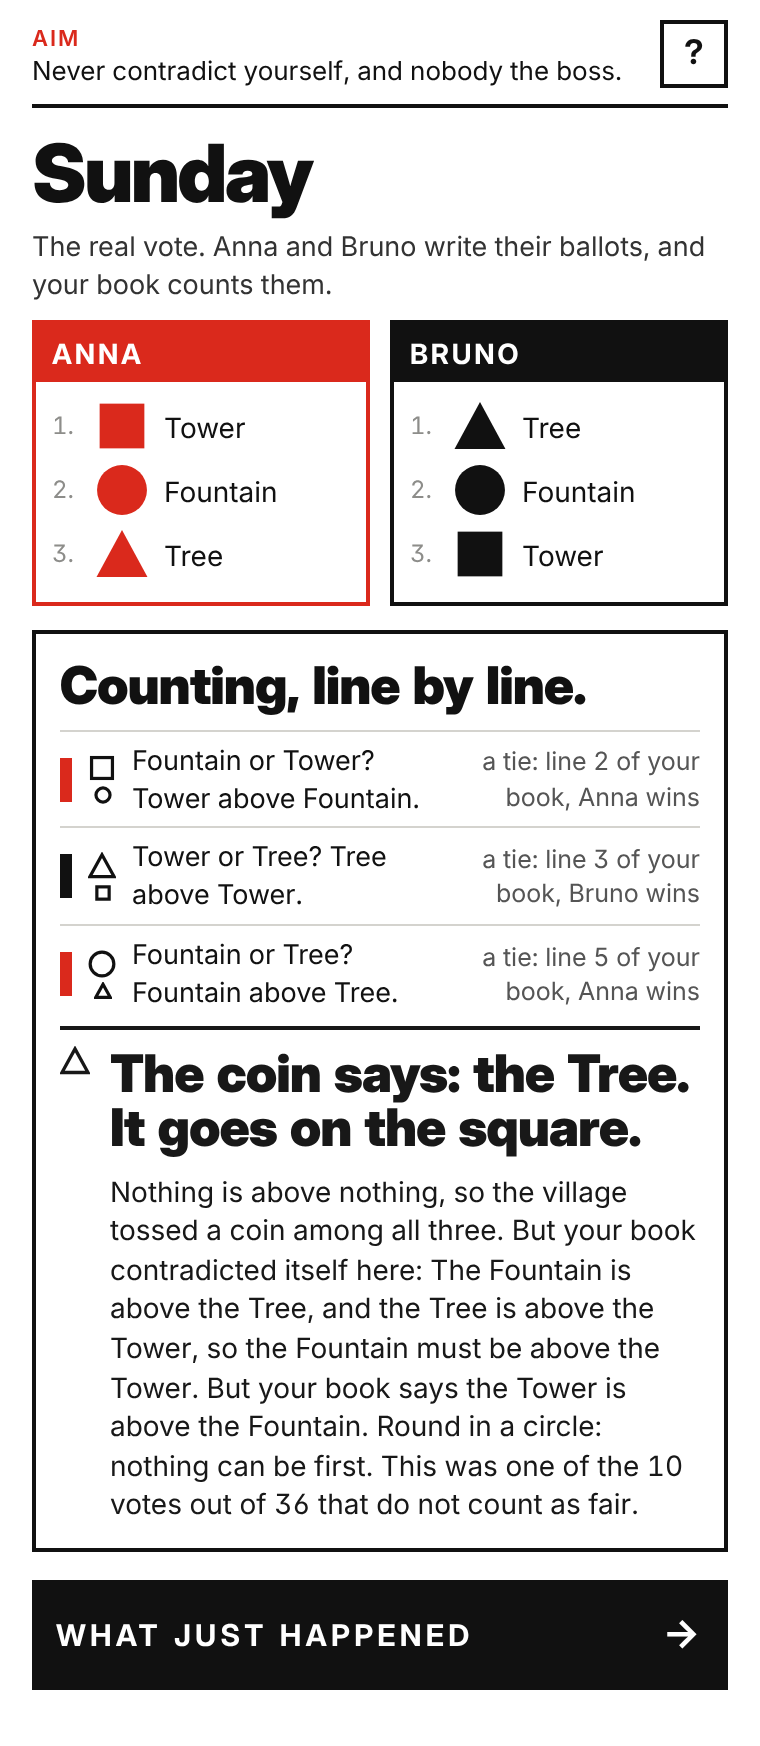 AIM
Never contradict yourself, and nobody the boss.
?
Sunday
The real vote. Anna and Bruno write their ballots, and
your book counts them.
ANNA
1. Tower
2. Fountain
3. Tree
BRUNO
1. Tree
2. Fountain
3. Tower
Counting, line by line.
Fountain or Tower?
Tower above Fountain.
a tie: line 2 of your
book, Anna wins
Tower or Tree? Tree
above Tower.
a tie: line 3 of your
book, Bruno wins
Fountain or Tree?
Fountain above Tree.
a tie: line 5 of your
book, Anna wins
The coin says: the Tree.
It goes on the square.
Nothing is above nothing, so the village
tossed a coin among all three. But your book
contradicted itself here: The Fountain is
above the Tree, and the Tree is above the
Tower, so the Fountain must be above the
Tower. But your book says the Tower is
above the Fountain. Round in a circle:
nothing can be first. This was one of the 10
votes out of 36 that do not count as fair.
WHAT JUST HAPPENED →